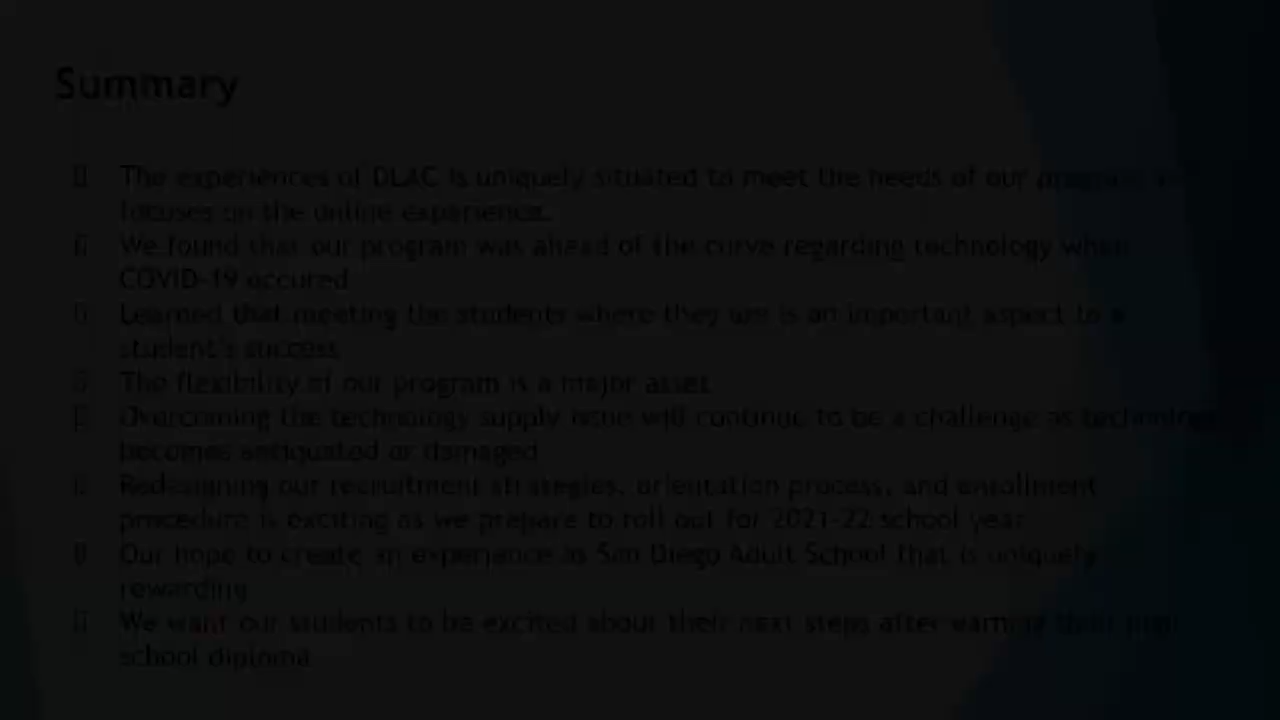 Summary
The experiences of DLAC is uniquely situated to meet the needs of our program
focuses on the online experience.
We found that our program was ahead of the curve regarding technology when
COVID-19 occured
Learned that meeting the students where they are is an important aspect to a
student's success
The flexibility of our program is a major asset
Overcoming the technology supply issue will continue to be a challenge as technology
becomes antiquated or damaged
Redesigning our recruitment strategies, orientation process, and enrollment
procedure is exciting as we prepare to roll out for 2021-22 school year
Our hope to create an experience at San Diego Adult School that is uniquely
rewarding
We want our students to be excited about their next steps after earning their high
school diploma